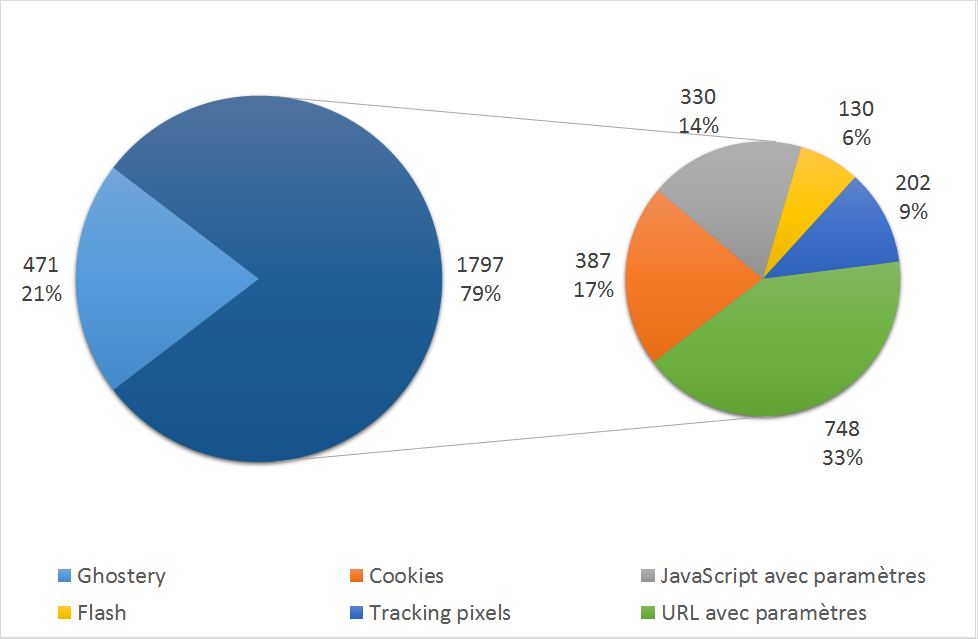 330
14%
130
6%
202
9%
471
21%
1797
79%
387
17%
748
33%
Ghostery
Cookies
JavaScript avec paramètres
Flash
Tracking pixels
URL avec paramètres